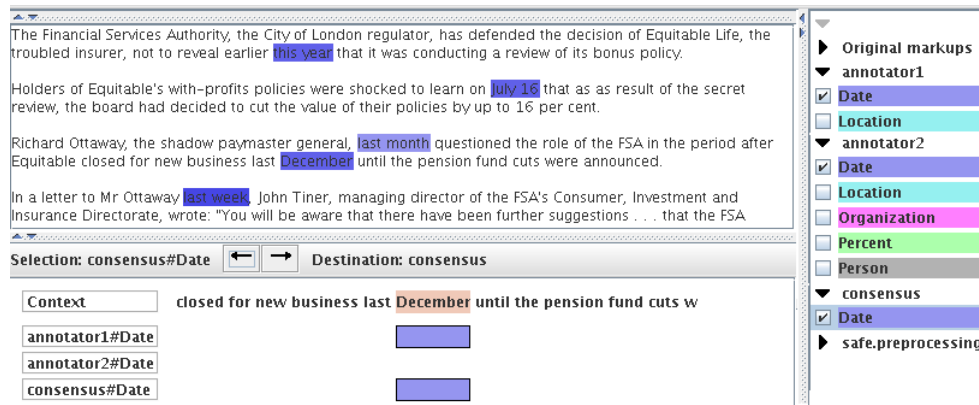 The Financial Services Authority, the City of London regulator, has defended the decision of Equitable Life, the
troubled insurer, not to reveal earlier this year that it was conducting a review of its bonus policy.
Holders of Equitable's with-profits policies were shocked to learn on July 16 that as as result of the secret
review, the board had decided to cut the value of their policies by up to 16 per cent.
Richard Ottaway, the shadow paymaster general, last month questioned the role of the FSA in the period after
Equitable closed for new business last December until the pension fund cuts were announced.
In a letter to Mr Ottaway last week, John Tiner, managing director of the FSA's Consumer, Investment and
Insurance Directorate, wrote: "You will be aware that there have been further suggestions . . . that the FSA
Selection: consensus#Date Destination: consensus
Context closed for new business last December until the pension fund cuts w
annotator1#Date
annotator2#Date
consensus#Date
Original markups
annotator1
Date
Location
annotator2
Date
Location
Organization
Percent
Person
consensus
Date
safe.preprocessing